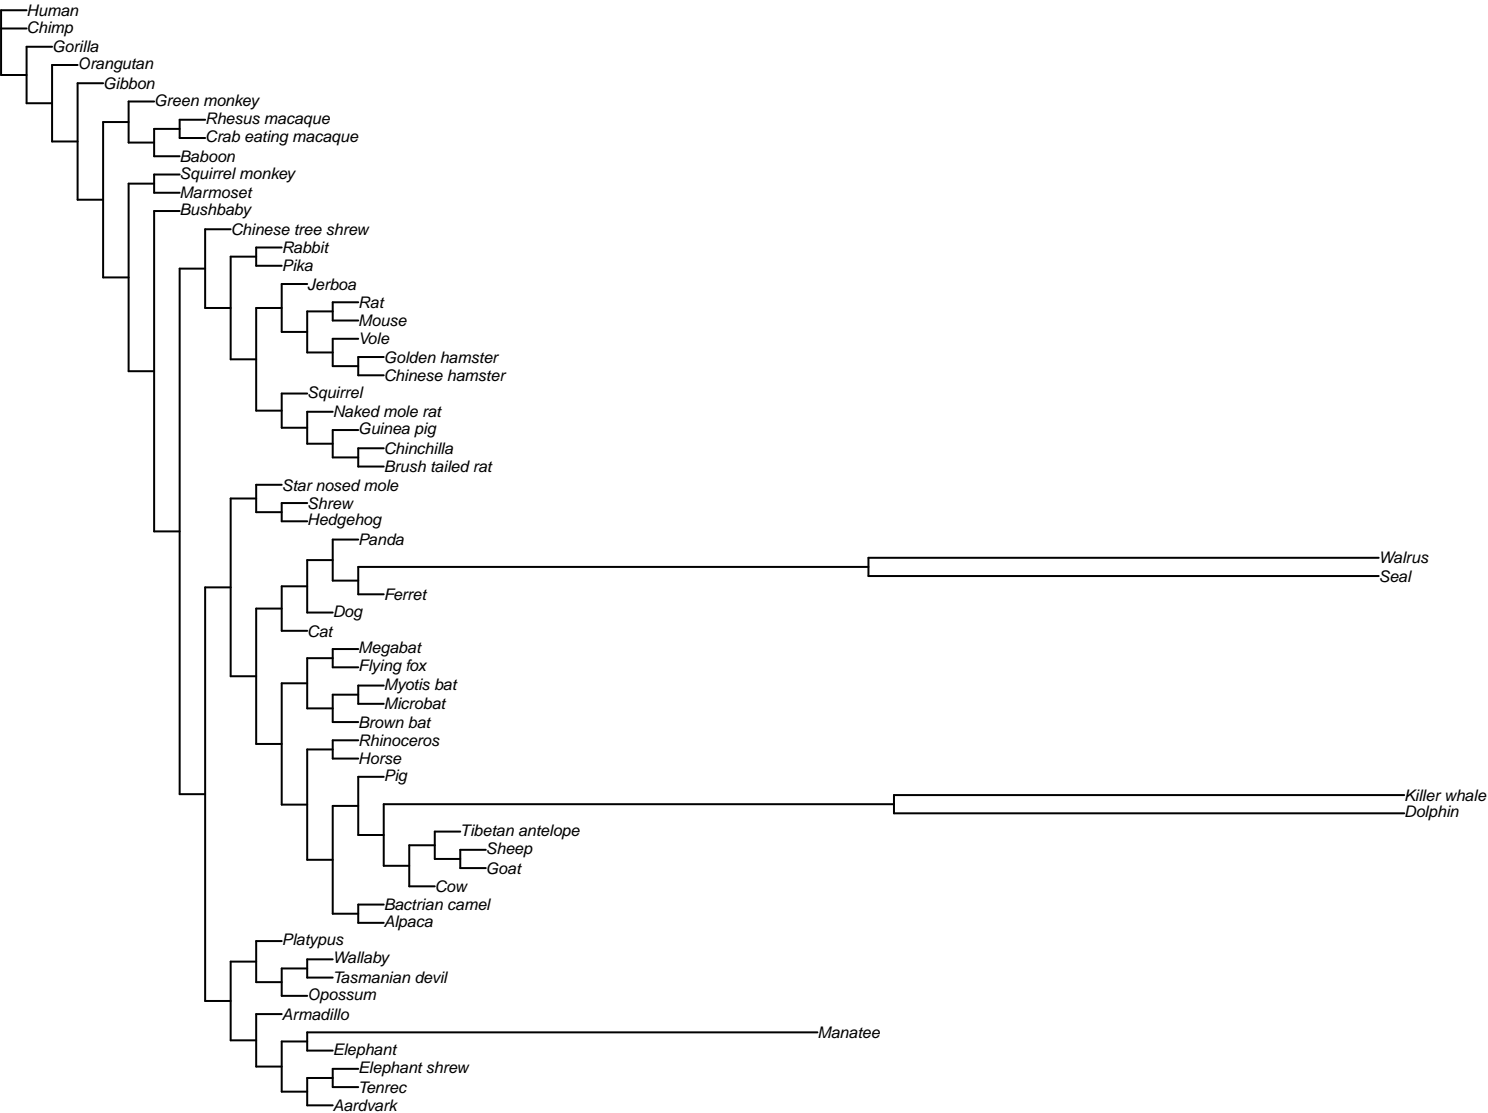 Human
Chimp
Gorilla
Orangutan
Gibbon
Green monkey
Rhesus macaque
Crab eating macaque
Baboon
Squirrel monkey
Marmoset
Bushbaby
Chinese tree shrew
Rabbit
Pika
Jerboa
Rat
Mouse
Vole
Golden hamster
Chinese hamster
Squirrel
Naked mole rat
Guinea pig
Chinchilla
Brush tailed rat
Star nosed mole
Shrew
Hedgehog
Panda
Walrus
Seal
Ferret
Dog
Cat
Megabat
Flying fox
Myotis bat
Microbat
Brown bat
Rhinoceros
Horse
Pig
Killer whale
Dolphin
Tibetan antelope
Sheep
Goat
Cow
Bactrian camel
Alpaca
Platypus
Wallaby
Tasmanian devil
Opossum
Armadillo
Manatee
Elephant
Elephant shrew
Tenrec
Aardvark